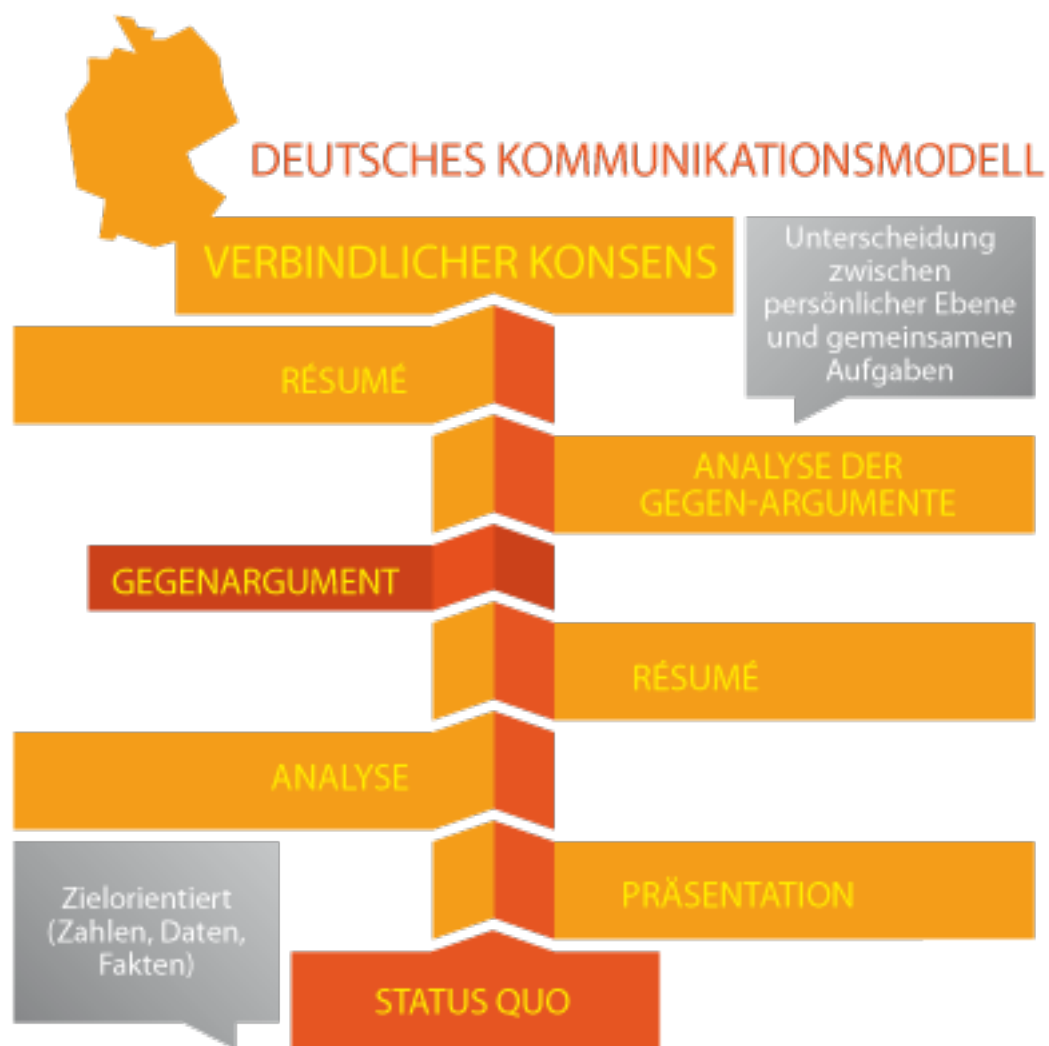 DEUTSCHES KOMMUNIKATIONSMODELL
VERBINDLICHER KONSENS
Unterscheidung
zwischen
persönlicher Ebene
und gemeinsamen
Aufgaben
RÉSUMÉ
ANALYSE DER
GEGEN-ARGUMENTE
GEGENARGUMENT
RÉSUMÉ
ANALYSE
PRÄSENTATION
Zielorientiert
(Zahlen, Daten,
Fakten)
STATUS QUO